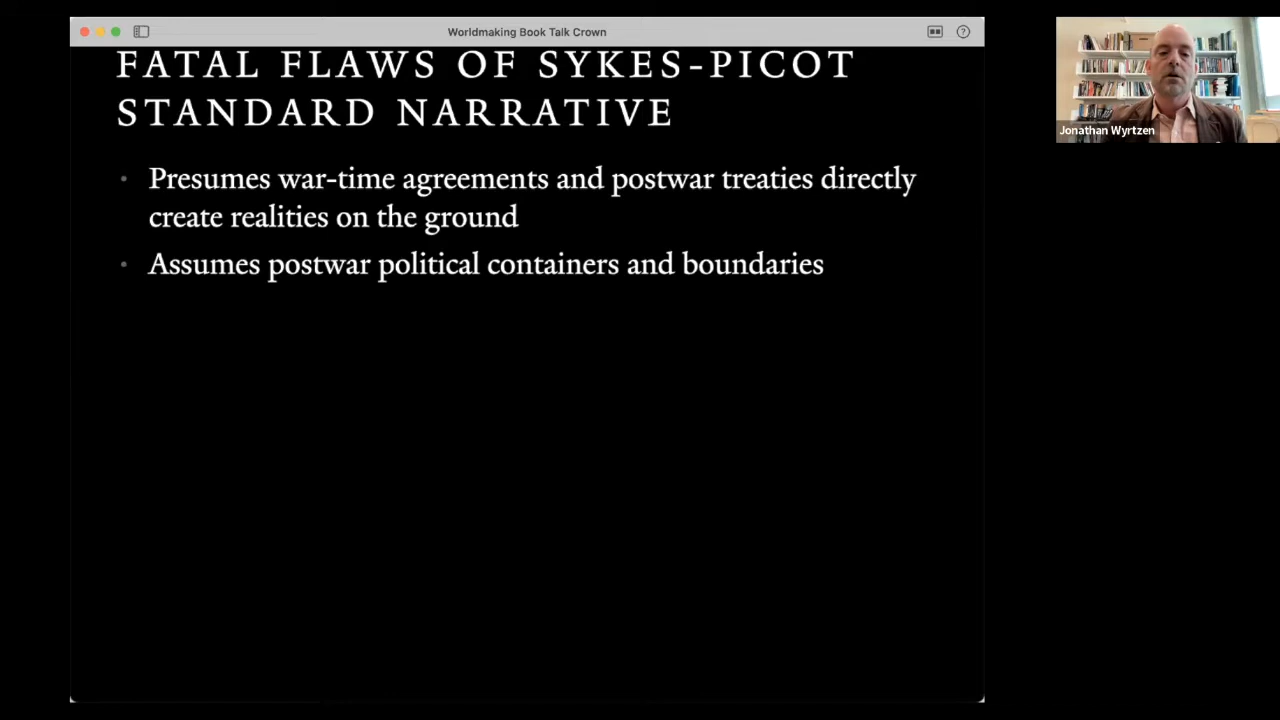 Worldmaking Book Talk Crown
FATAL FLAWS OF SYKES-PICOT
STANDARD NARRATIVE
• Presumes war-time agreements and postwar treaties directly
create realities on the ground
• Assumes postwar political containers and boundaries
Jonathan Wyrtzen